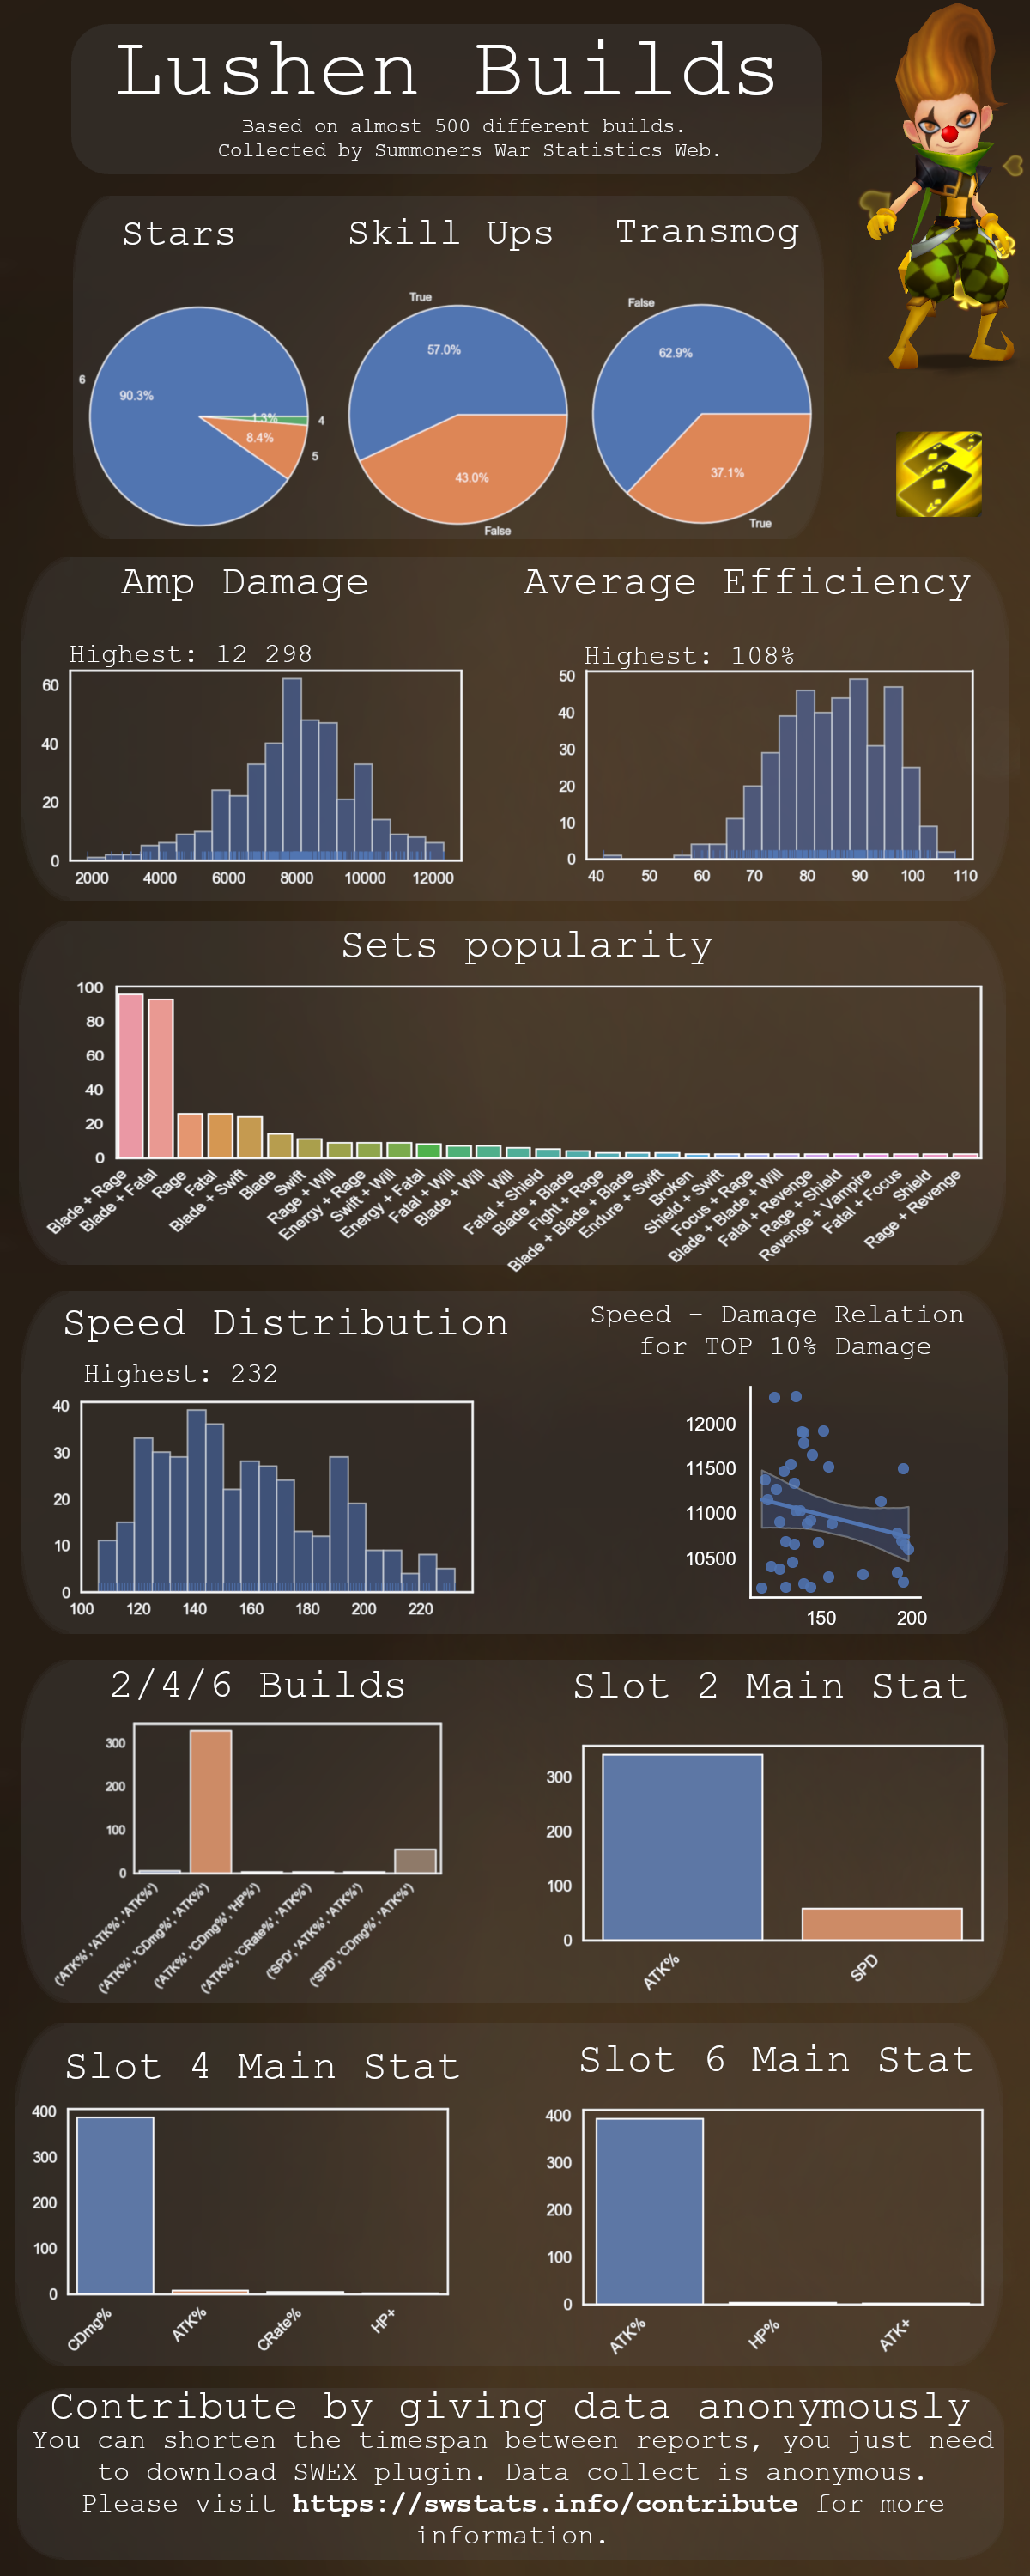 Lushen Builds
Based on almost 500 different builds.
Collected by Summoners War Statistics Web.
Stars
Skill Ups
Transmog
6
90.3%
1.3%
4
8.4%
5
True
57.0%
43.0%
False
False
62.9%
37.1%
True
Amp Damage
Average Efficiency
Highest: 12 298
Highest: 108%
60
40
20
0
2000 4000 6000 8000 10000 12000
50
40
30
20
10
0
40 50 60 70 80 90 100 110
Sets popularity
100
80
60
40
20
0
Blade + Rage
Blade + Fatal
Rage
Fatal
Blade + Swift
Blade
Swift
Rage + Will
Energy + Rage
Swift + Will
Energy + Fatal
Fatal + Will
Blade + Will
Will
Fatal + Shield
Blade + Blade
Fight + Rage
Blade + Blade + Blade
Endure + Swift
Broken
Shield + Swift
Focus + Rage
Blade + Blade + Will
Fatal + Revenge
Rage + Shield
Revenge + Vampire
Fatal + Focus
Shield
Rage + Revenge
Speed Distribution
Highest: 232
40
30
20
10
0
100 120 140 160 180 200 220
Speed - Damage Relation
for TOP 10% Damage
12000
11500
11000
10500
150 200
2/4/6 Builds
300
200
100
0
('ATK%', 'ATK%', 'ATK%')
('ATK%', 'CDmg%', 'ATK%')
('ATK%', 'CDmg%', 'HP%')
('ATK%', 'CRate%', 'ATK%')
('SPD', 'ATK%', 'ATK%')
('SPD', 'CDmg%', 'ATK%')
Slot 2 Main Stat
300
200
100
0
ATK%
SPD
Slot 4 Main Stat
400
300
200
100
0
CDmg%
ATK%
CRate%
HP+
Slot 6 Main Stat
400
300
200
100
0
ATK%
HP%
ATK+
Contribute by giving data anonymously
You can shorten the timespan between reports, you just need
to download SWEX plugin. Data collect is anonymous.
Please visit https://swstats.info/contribute for more
information.